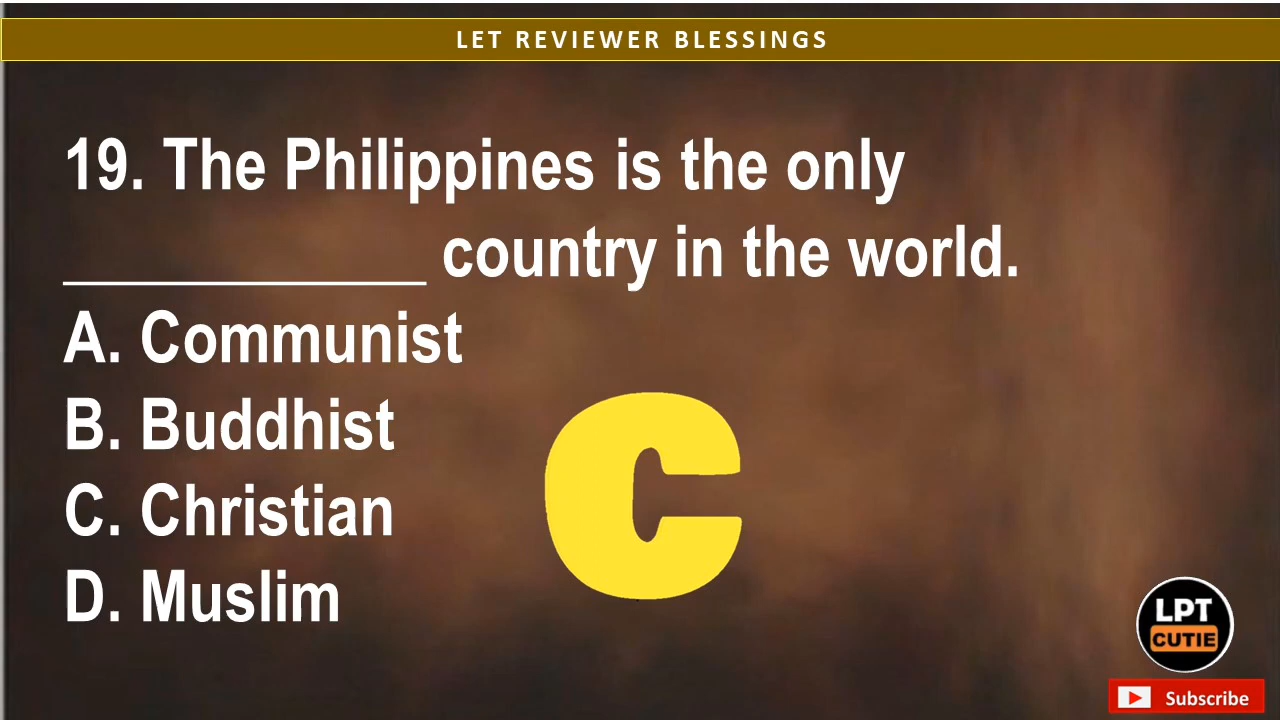 LET REVIEWER BLESSINGS
19. The Philippines is the only
____________ country in the world.
A. Communist
B. Buddhist
C. Christian
D. Muslim
C
LPT
CUTIE
Subscribe